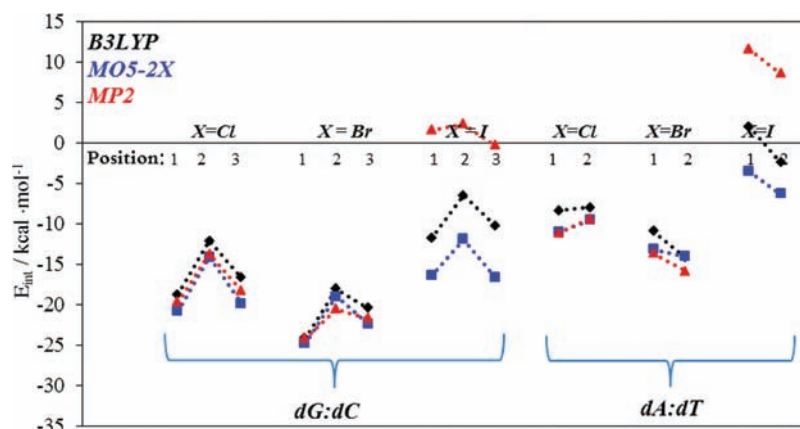 15
B3LYP
10
MO5-2X
MP2
5
X=Cl X = Br X = I X=Cl X=Br X=I
0
Position: 1 2 3 1 2 3 1 2 3 1 2 1 2 1 2
-5
-10
-15
-20
-25
-30
-35
E int / kcal ·mol-1
dG:dC dA:dT